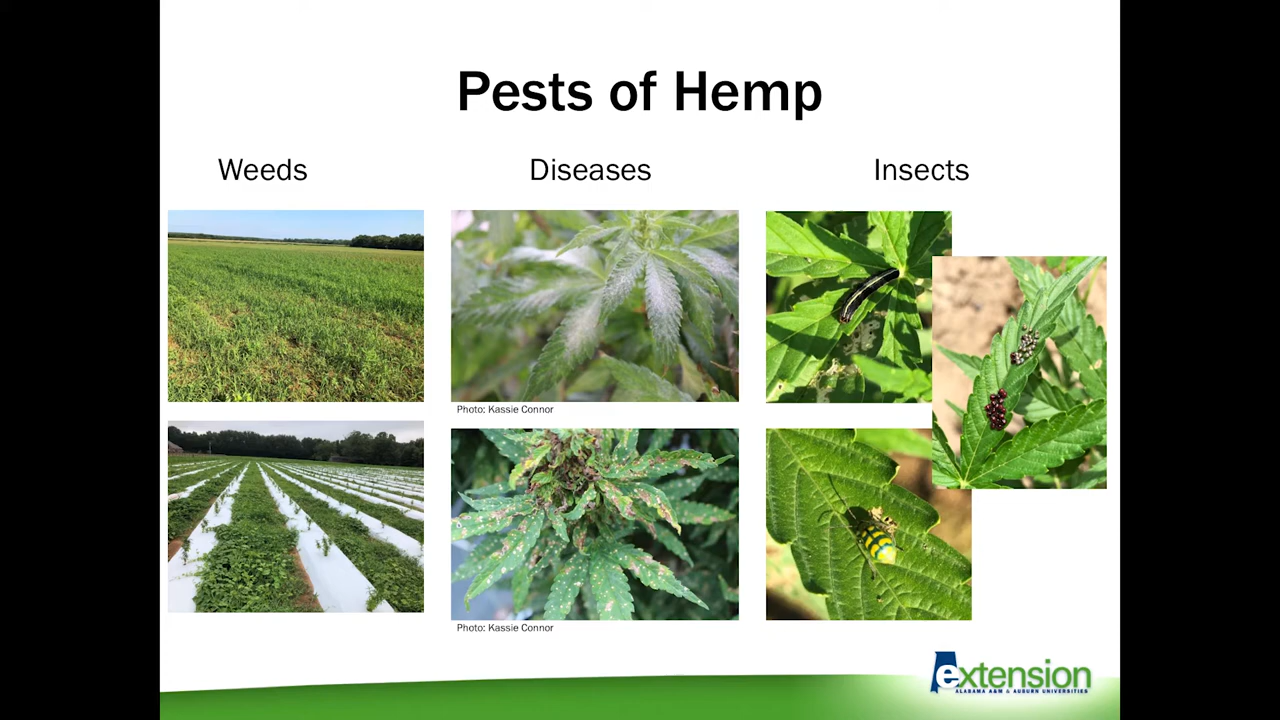 Pests of Hemp
Weeds
Diseases
Insects
Photo: Kassie Connor
Photo: Kassie Connor
extension
ALABAMA A&M & AUBURN UNIVERSITIES